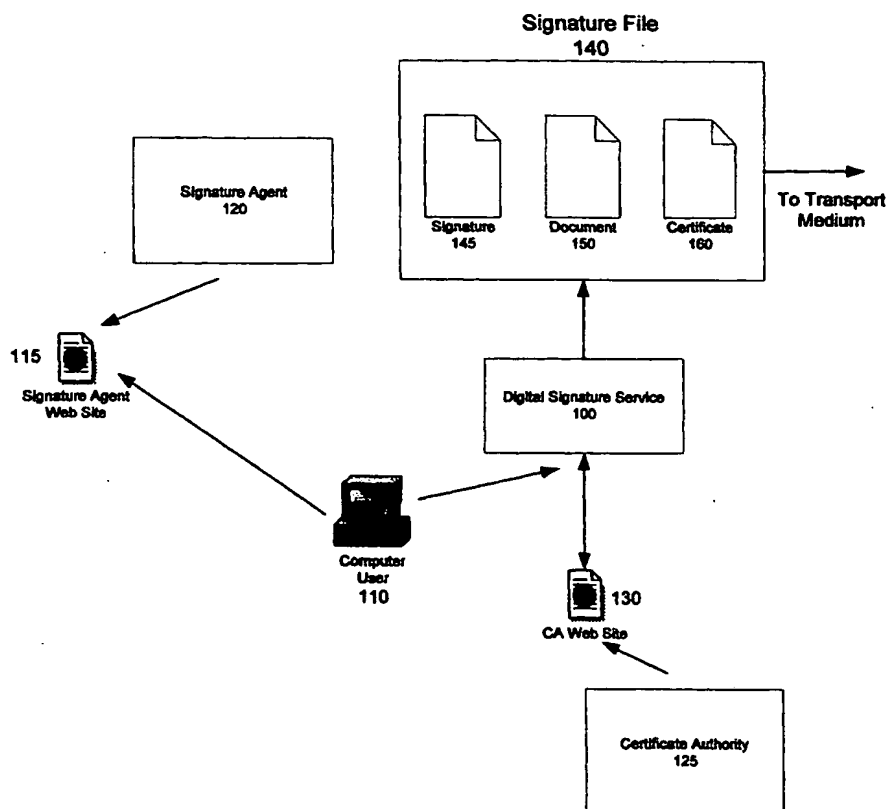 Signature File
140
Signature Agent
120
Signature
145
Document
150
Certificate
160
To Transport
Medium
115
Signature Agent
Web Site
Digital Signature Service
100
Computer
User
110
130
CA Web Site
Certificate Authority
125